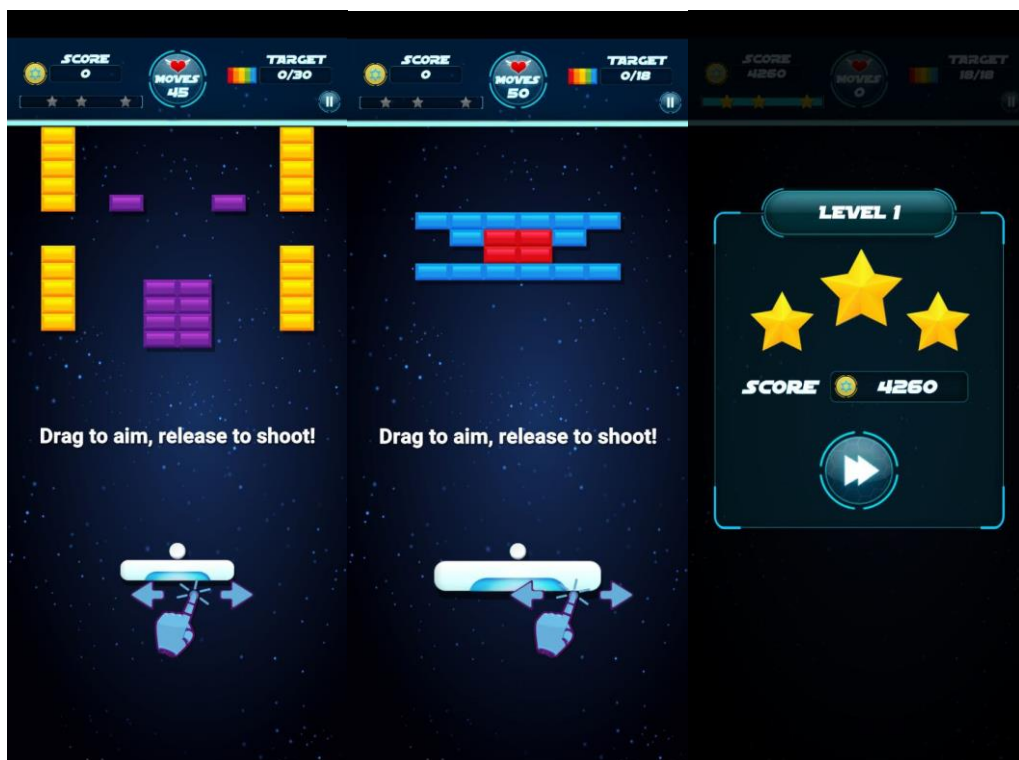 SCORE
0
MOVES
45
TARGET
0/30
Drag to aim, release to shoot!
SCORE
0
MOVES
50
TARGET
0/18
Drag to aim, release to shoot!
SCORE
4260
MOVES
0
TARGET
18/18
LEVEL 1
SCORE 4260